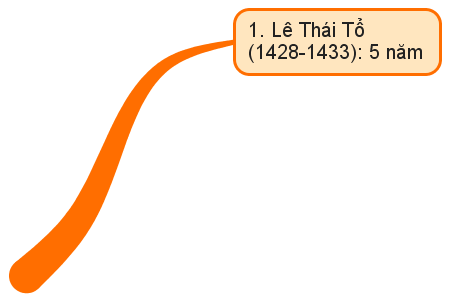 1. Lê Thái Tổ
(1428-1433): 5 năm